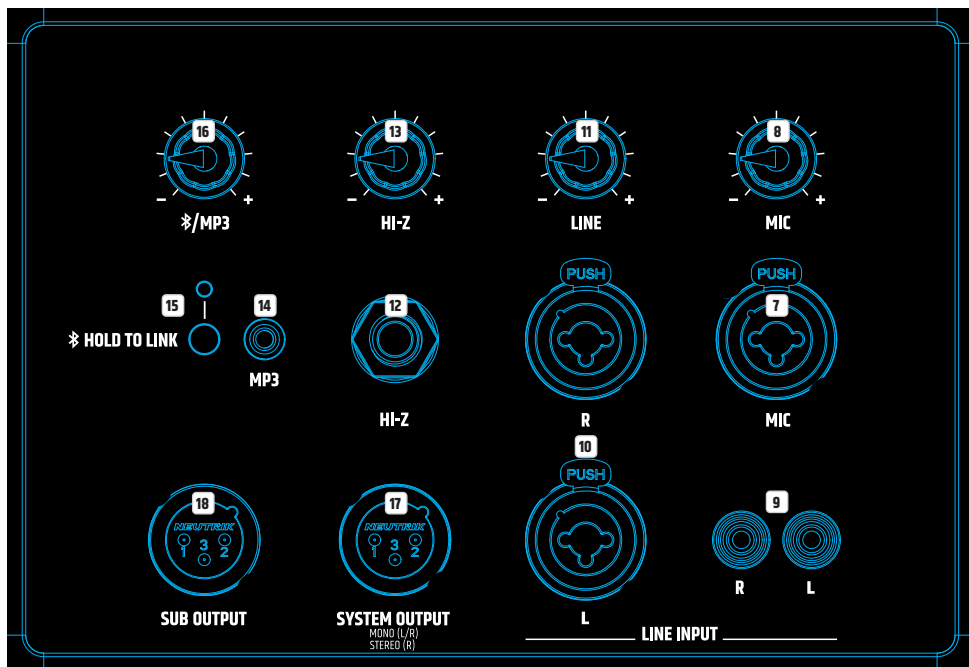 16 13 11 8
- + - + - + - +
/MP3 HI-Z LINE MIC
PUSH PUSH
15 14 12 7
HOLD TO LINK
MP3
HI-Z R MIC
10
PUSH
18 17 9
NEUTRIK NEUTRIK
1 3 2 1 3 2
R L
SUB OUTPUT SYSTEM OUTPUT L
MONO (L/R)
STEREO (R)
LINE INPUT